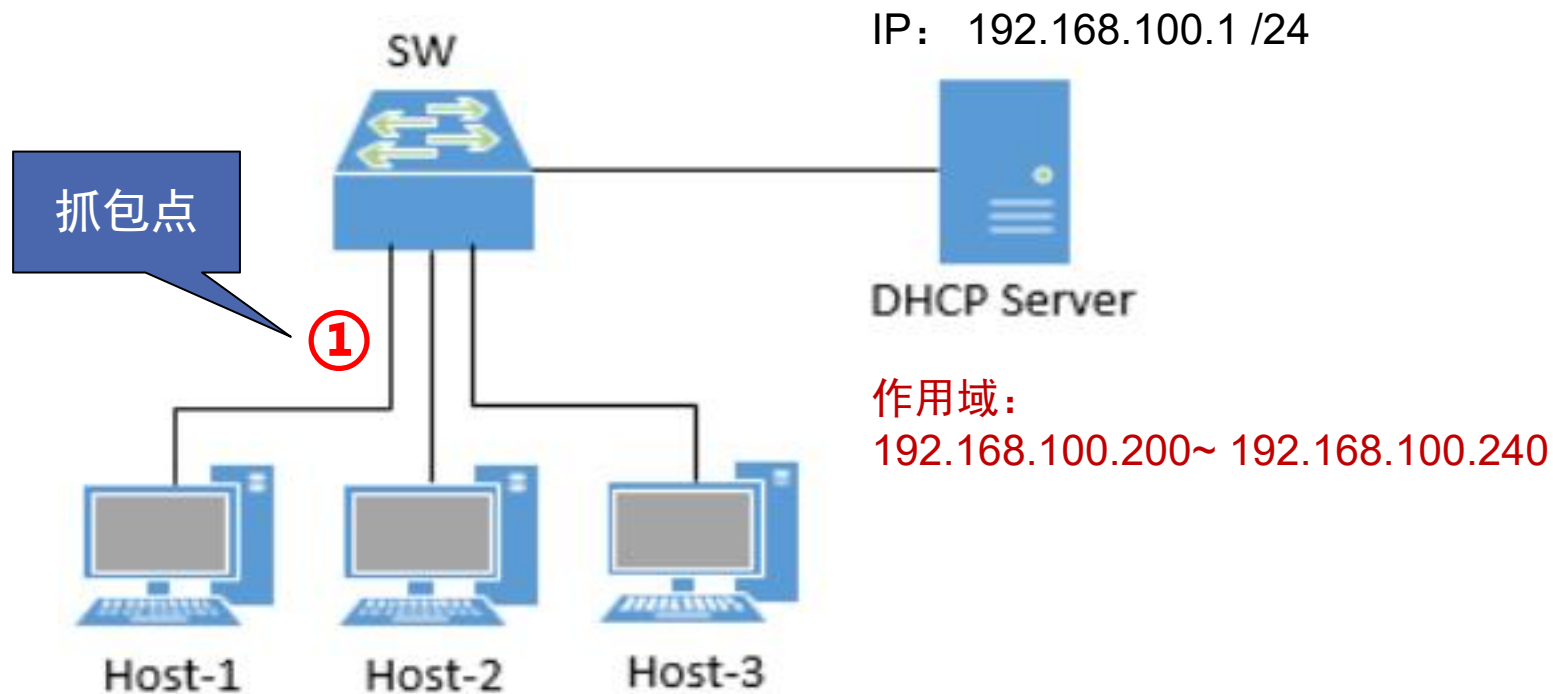 IP： 192.168.100.1 /24
SW
抓包点
①
DHCP Server
作用域：
192.168.100.200~ 192.168.100.240
Host-1
Host-2
Host-3